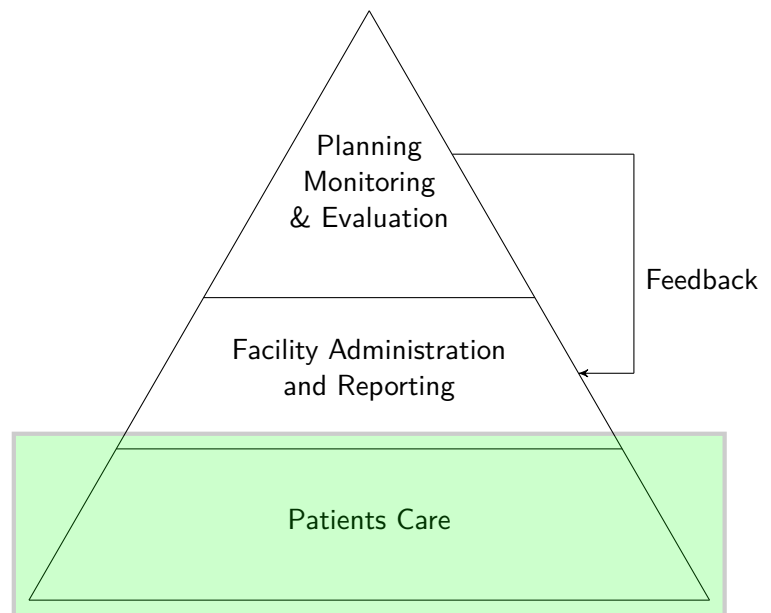 Planning
Monitoring
& Evaluation
Feedback
Facility Administration
and Reporting
Patients Care